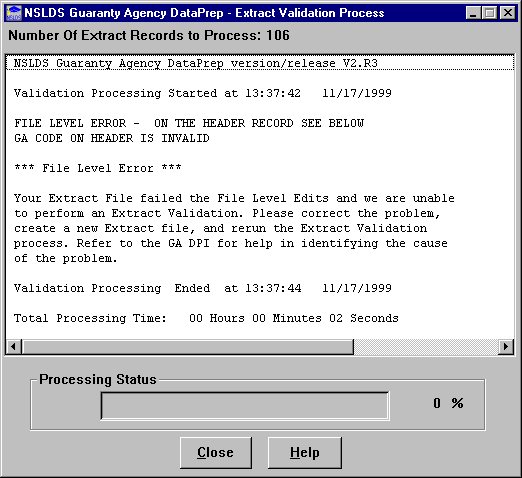 NSLDS Guaranty Agency DataPrep - Extract Validation Process
Number Of Extract Records to Process: 106
NSLDS Guaranty Agency DataPrep version/release V2.R3
Validation Processing Started at 13:37:42   11/17/1999
FILE LEVEL ERROR -  ON THE HEADER RECORD SEE BELOW
GA CODE ON HEADER IS INVALID
*** File Level Error ***
Your Extract File failed the File Level Edits and we are unable
to perform an Extract Validation. Please correct the problem,
create a new Extract file, and rerun the Extract Validation
process. Refer to the GA DPI for help in identifying the cause
of the problem.
Validation Processing  Ended  at 13:37:44   11/17/1999
Total Processing Time:   00 Hours 00 Minutes 02 Seconds
Processing Status
0 %
Close Help